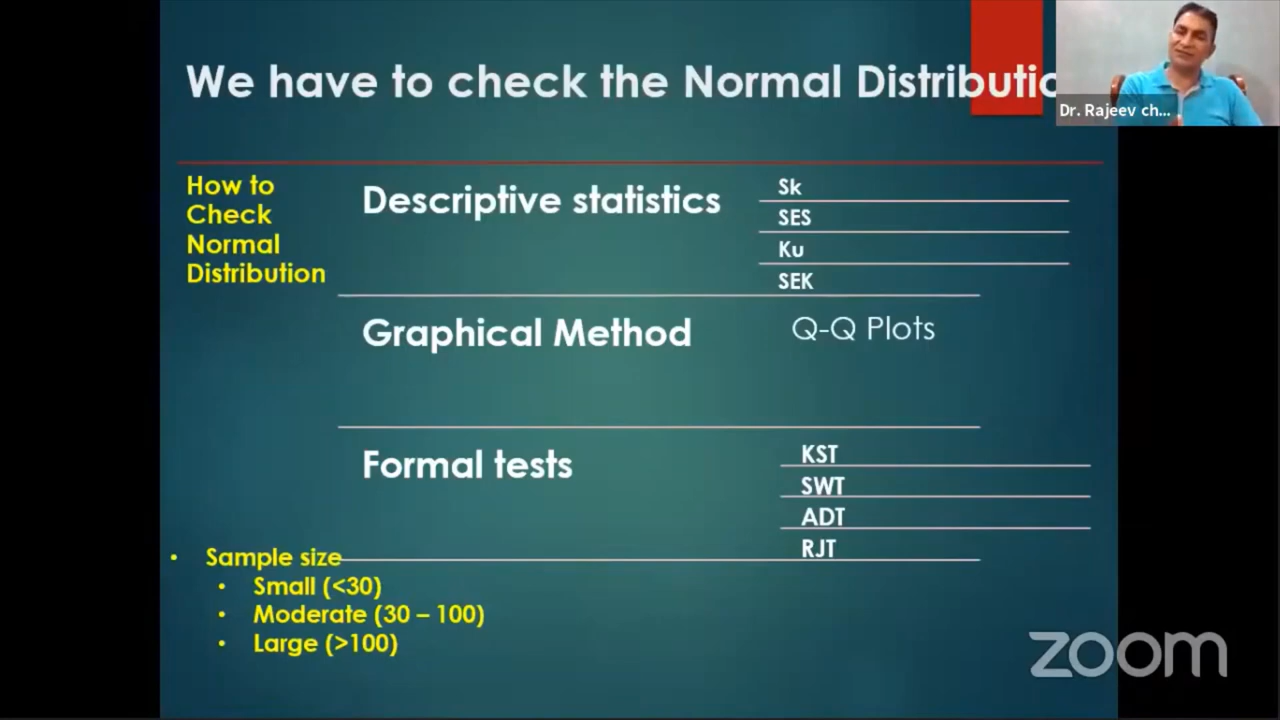 We have to check the Normal Distributio
Dr. Rajeev ch...
How to
Check
Normal
Distribution
Descriptive statistics
Sk
SES
Ku
SEK
Graphical Method
Q-Q Plots
Formal tests
KST
SWT
ADT
RJT
• Sample size
• Small (<30)
• Moderate (30 – 100)
• Large (>100)
zoom